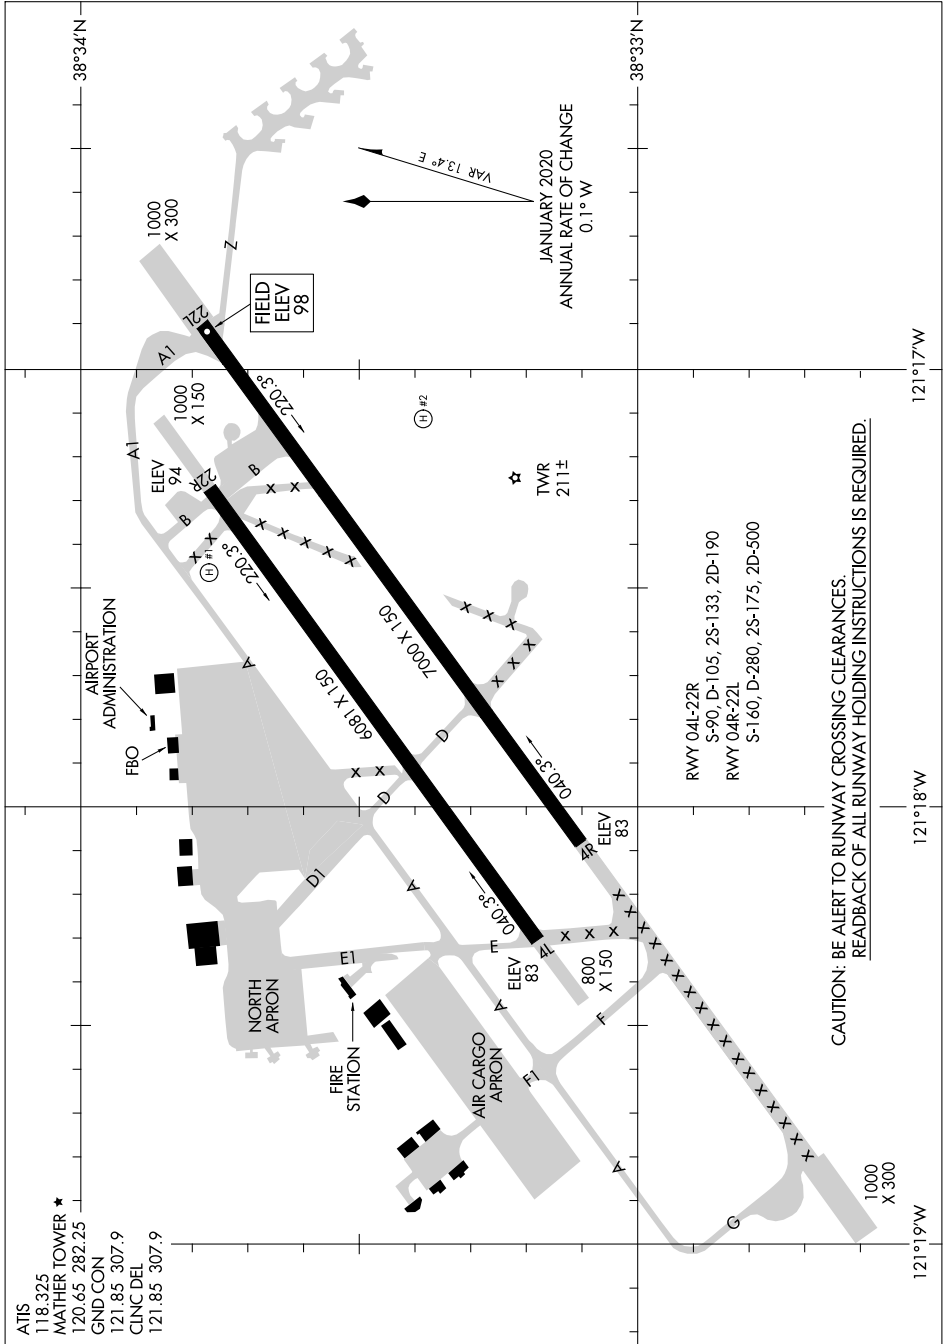 ATIS
118.325
MATHER TOWER ★
120.65 282.25
GND CON
121.85 307.9
CLNC DEL
121.85 307.9
38°34'N
38°33'N
121°17'W
121°18'W
121°19'W
VAR 13.4° E
JANUARY 2020
ANNUAL RATE OF CHANGE
0.1° W
1000
X 300
Z
FIELD
ELEV
98
22L
A1
A1
1000
X 150
ELEV
94
22R
B
B
H #1
H #2
220.3°
220.3°
TWR
211±
AIRPORT
ADMINISTRATION
FBO
A
6081 X 150
7000 X 150
X X
X X X X X
X X
X X X
X X X
X X
D
D
D1
A
040.3°
040.3°
4R
ELEV
83
4L
ELEV
83
E
E1
800
X 150
X X X
NORTH
APRON
FIRE
STATION
AIR CARGO
APRON
A
F
F1
A
G
X X X X X X X X X X X X X X X X
1000
X 300
RWY 04L-22R
S-90, D-105, 2S-133, 2D-190
RWY 04R-22L
S-160, D-280, 2S-175, 2D-500
CAUTION: BE ALERT TO RUNWAY CROSSING CLEARANCES.
READBACK OF ALL RUNWAY HOLDING INSTRUCTIONS IS REQUIRED.